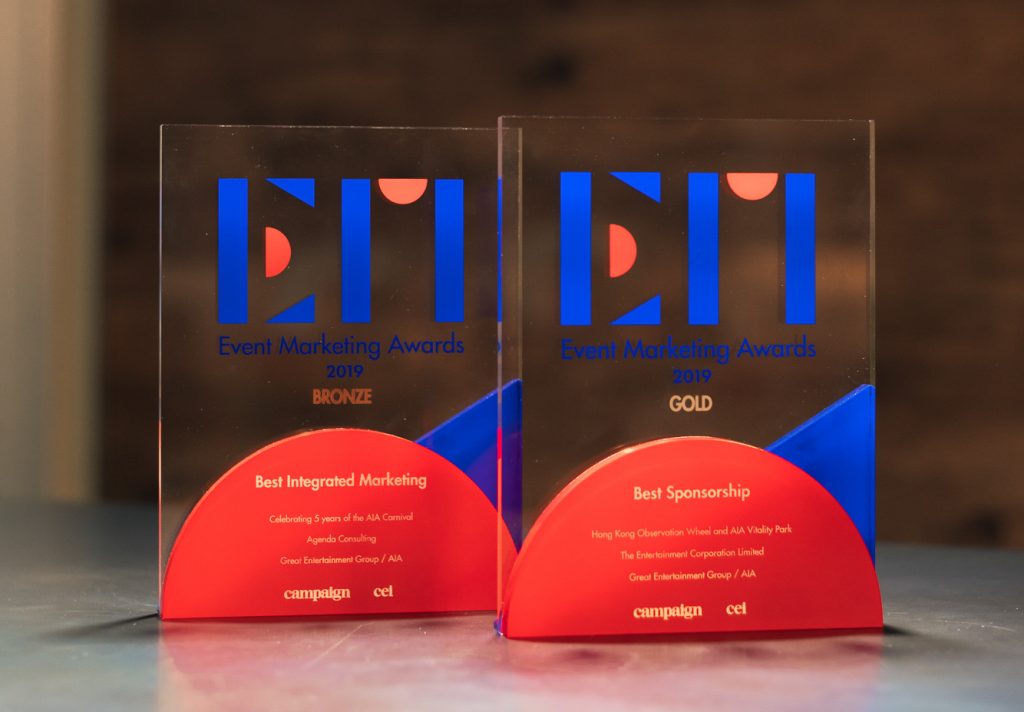 EM
Event Marketing Awards
2019
BRONZE
Best Integrated Marketing
Celebrating 5 years of the AIA Carnival
Agenda Consulting
Great Entertainment Group / AIA
campaign cei
EM
Event Marketing Awards
2019
GOLD
Best Sponsorship
Hong Kong Observation Wheel and AIA Vitality Park
The Entertainment Corporation Limited
Great Entertainment Group / AIA
campaign cei